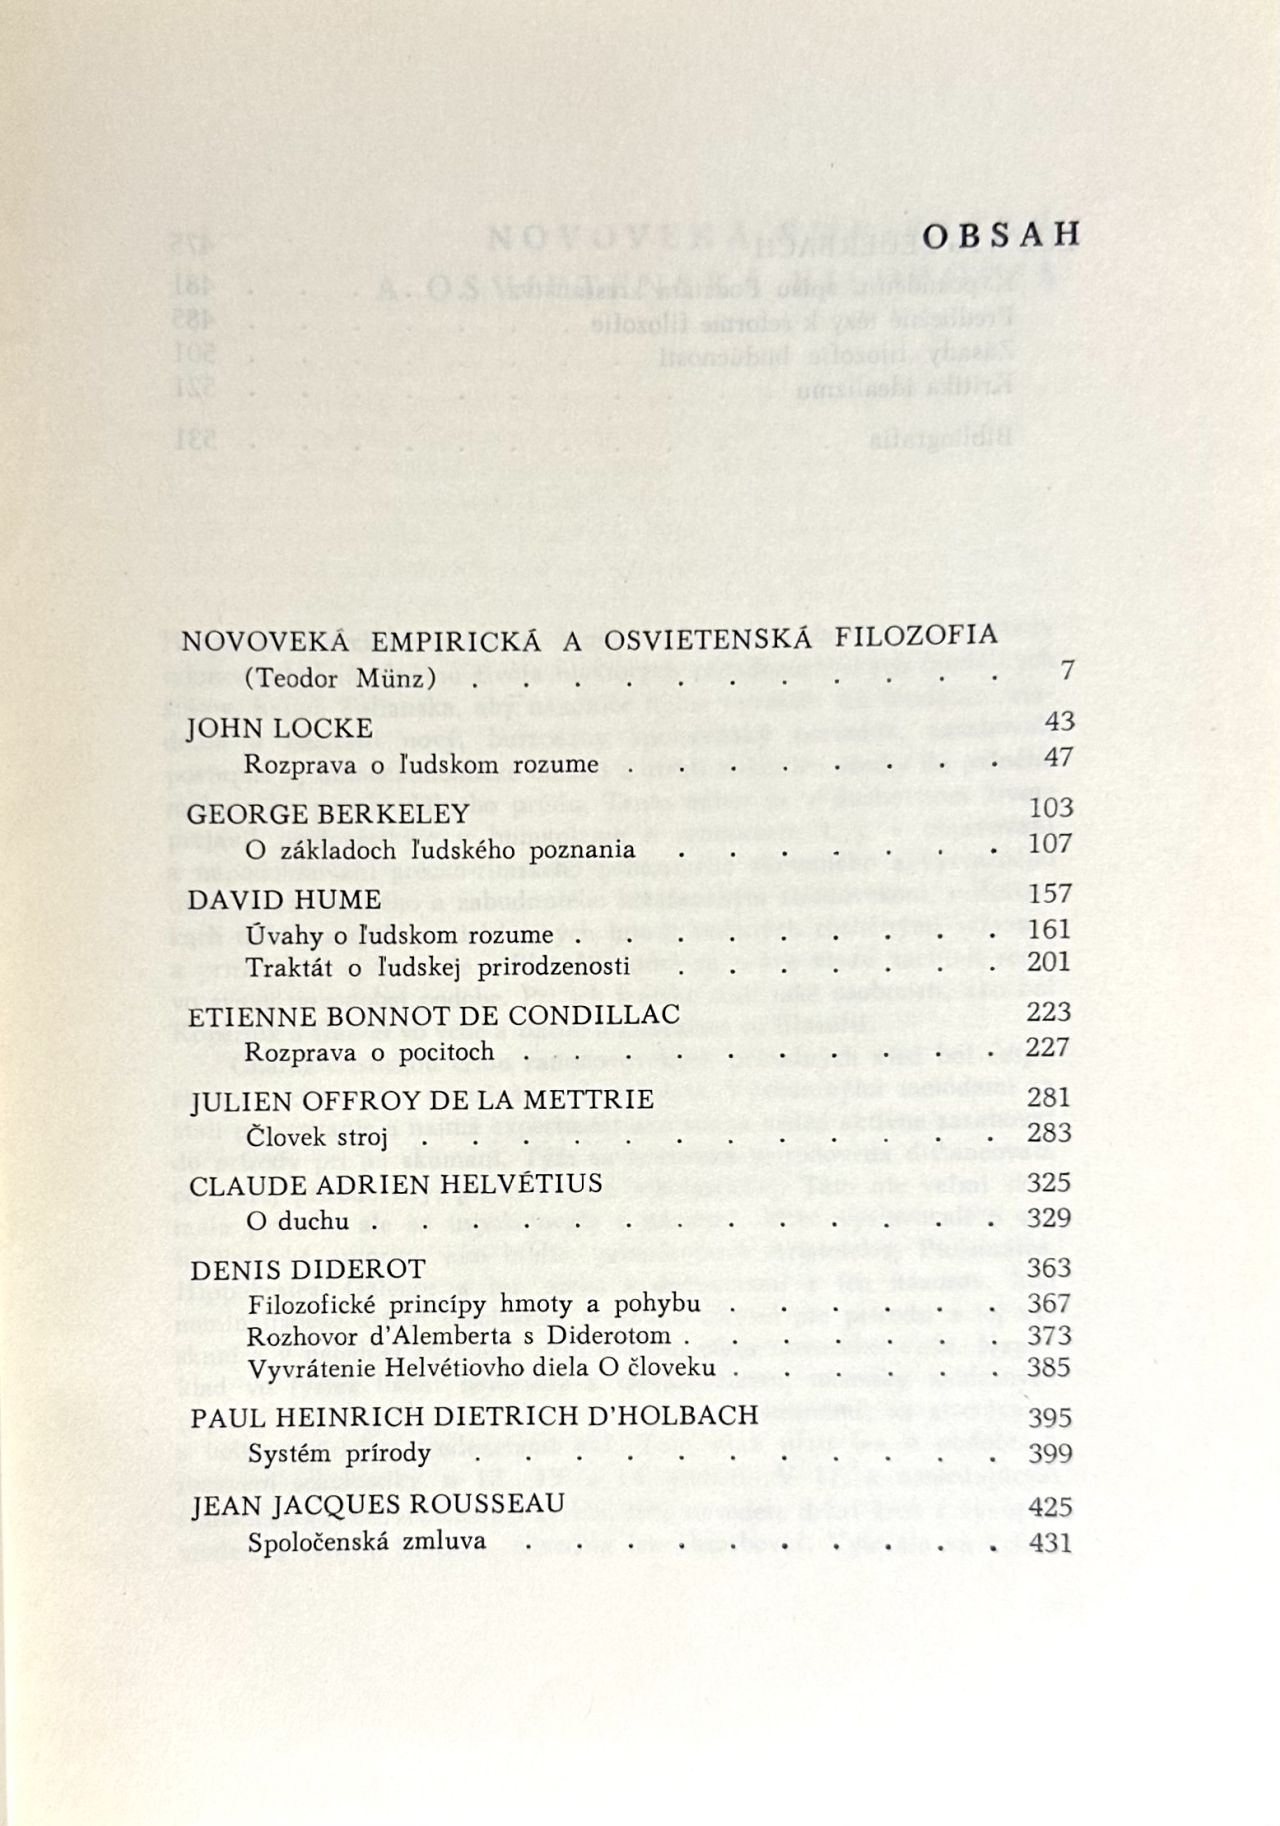 OBSAH
NOVOVEKÁ EMPIRICKÁ A OSVIETENSKÁ FILOZOFIA
(Teodor Münz) . . . . . . . . . . . 7
JOHN LOCKE 43
Rozprava o ľudskom rozume . . . . . . . . 47
GEORGE BERKELEY 103
O základoch ľudského poznania . . . . . . . 107
DAVID HUME 157
Úvahy o ľudskom rozume . . . . . . . . . 161
Traktát o ľudskej prirodzenosti . . . . . . . 201
ETIENNE BONNOT DE CONDILLAC 223
Rozprava o pocitoch . . . . . . . . . . 227
JULIEN OFFROY DE LA METTRIE 281
Človek stroj . . . . . . . . . . . . 283
CLAUDE ADRIEN HELVÉTIUS 325
O duchu . . . . . . . . . . . . . 329
DENIS DIDEROT 363
Filozofické princípy hmoty a pohybu . . . . . . 367
Rozhovor d'Alemberta s Diderotom . . . . . . . 373
Vyvrátenie Helvétiovho diela O človeku . . . . . . 385
PAUL HEINRICH DIETRICH D'HOLBACH 395
Systém prírody . . . . . . . . . . . 399
JEAN JACQUES ROUSSEAU 425
Spoločenská zmluva . . . . . . . . . . 431